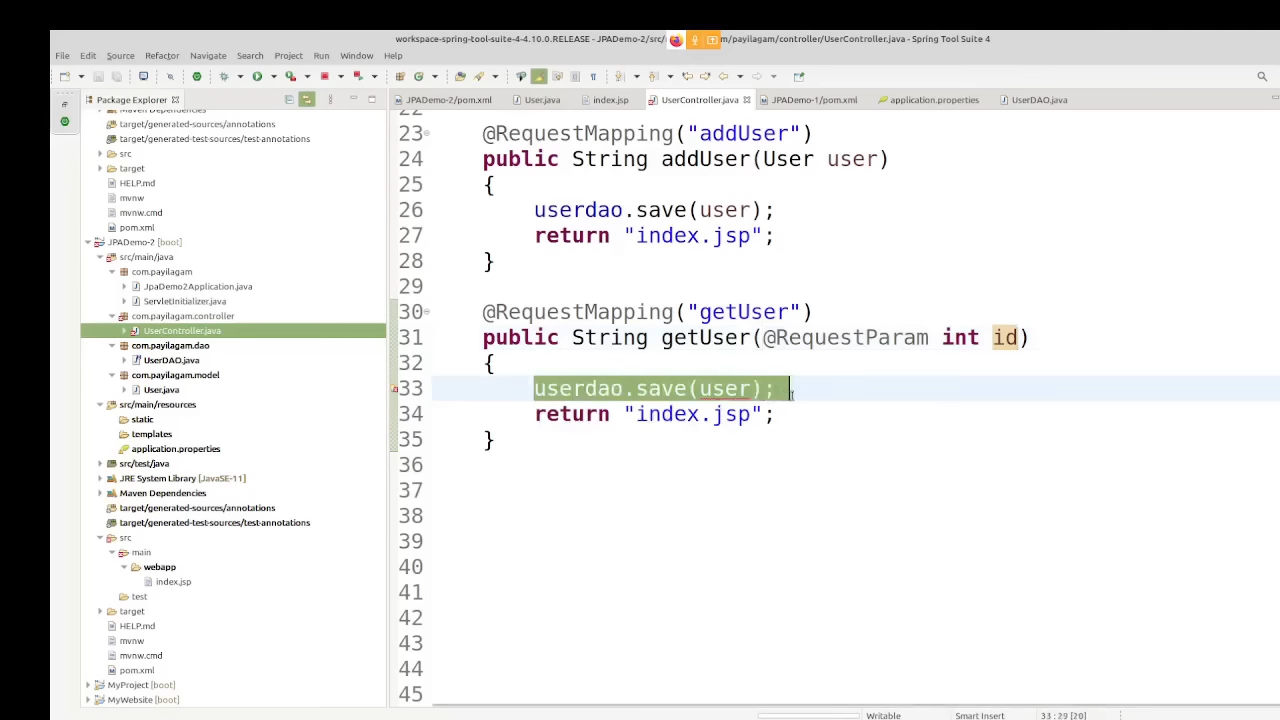 workspace-spring-tool-suite-4-4.10.0.RELEASE - JPADemo-2/src/ m/payilagam/controller/UserController.java - Spring Tool Suite 4
File Edit Source Refactor Navigate Search Project Run Window Help
Package Explorer
JPADemo-2/pom.xml User.java index.jsp UserController.java JPADemo-1/pom.xml application.properties UserDAO.java
target/generated-sources/annotations
target/generated-test-sources/test-annotations
src
target
HELP.md
mvnw
mvnw.cmd
pom.xml
JPADemo-2 [boot]
src/main/java
com.payilagam
JpaDemo2Application.java
ServletInitializer.java
com.payilagam.controller
UserController.java
com.payilagam.dao
UserDAO.java
com.payilagam.model
User.java
src/main/resources
static
templates
application.properties
src/test/java
JRE System Library [JavaSE-11]
Maven Dependencies
target/generated-sources/annotations
target/generated-test-sources/test-annotations
src
main
webapp
index.jsp
test
target
HELP.md
mvnw
mvnw.cmd
pom.xml
MyProject [boot]
MyWebsite [boot]
22
23 @RequestMapping("addUser")
24 public String addUser(User user)
25 {
26 userdao.save(user);
27 return "index.jsp";
28 }
29
30 @RequestMapping("getUser")
31 public String getUser(@RequestParam int id)
32 {
33 userdao.save(user);
34 return "index.jsp";
35 }
36
37
38
39
40
41
42
43
44
45
Writable Smart Insert 33 : 29 [20]